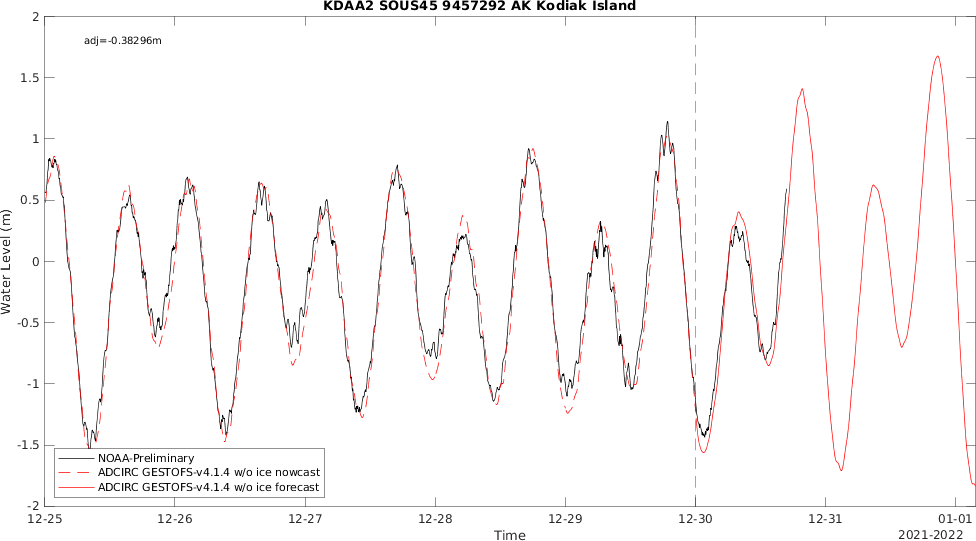 KDAA2 SOUS45 9457292 AK Kodiak Island
adj=-0.38296m
2
1.5
1
0.5
0
-0.5
-1
-1.5
-2
Water Level (m)
NOAA-Preliminary
ADCIRC GESTOFS-v4.1.4 w/o ice nowcast
ADCIRC GESTOFS-v4.1.4 w/o ice forecast
12-25 12-26 12-27 12-28 12-29 12-30 12-31 01-01
Time
2021-2022